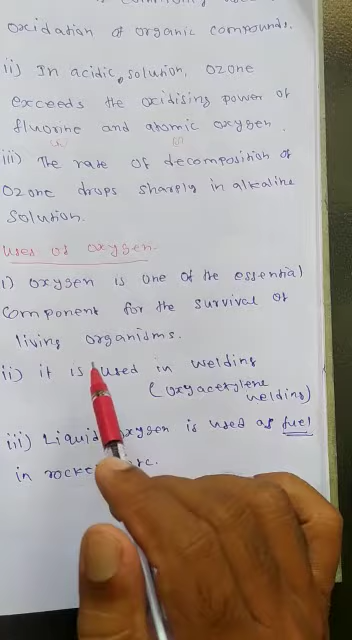 oxidation of organic compounds.
ii) In acidic solution, ozone
exceeds the oxidising power of
fluorine and atomic oxygen.
iii) The rate of decomposition of
Ozone drops sharply in alkaline
solution.
Uses of oxygen.
i) oxygen is one of the essential
component for the survival of
living organisms.
ii) it is used in welding
(oxyacetylene
welding)
iii) Liquid oxygen is used as fuel
in etc.